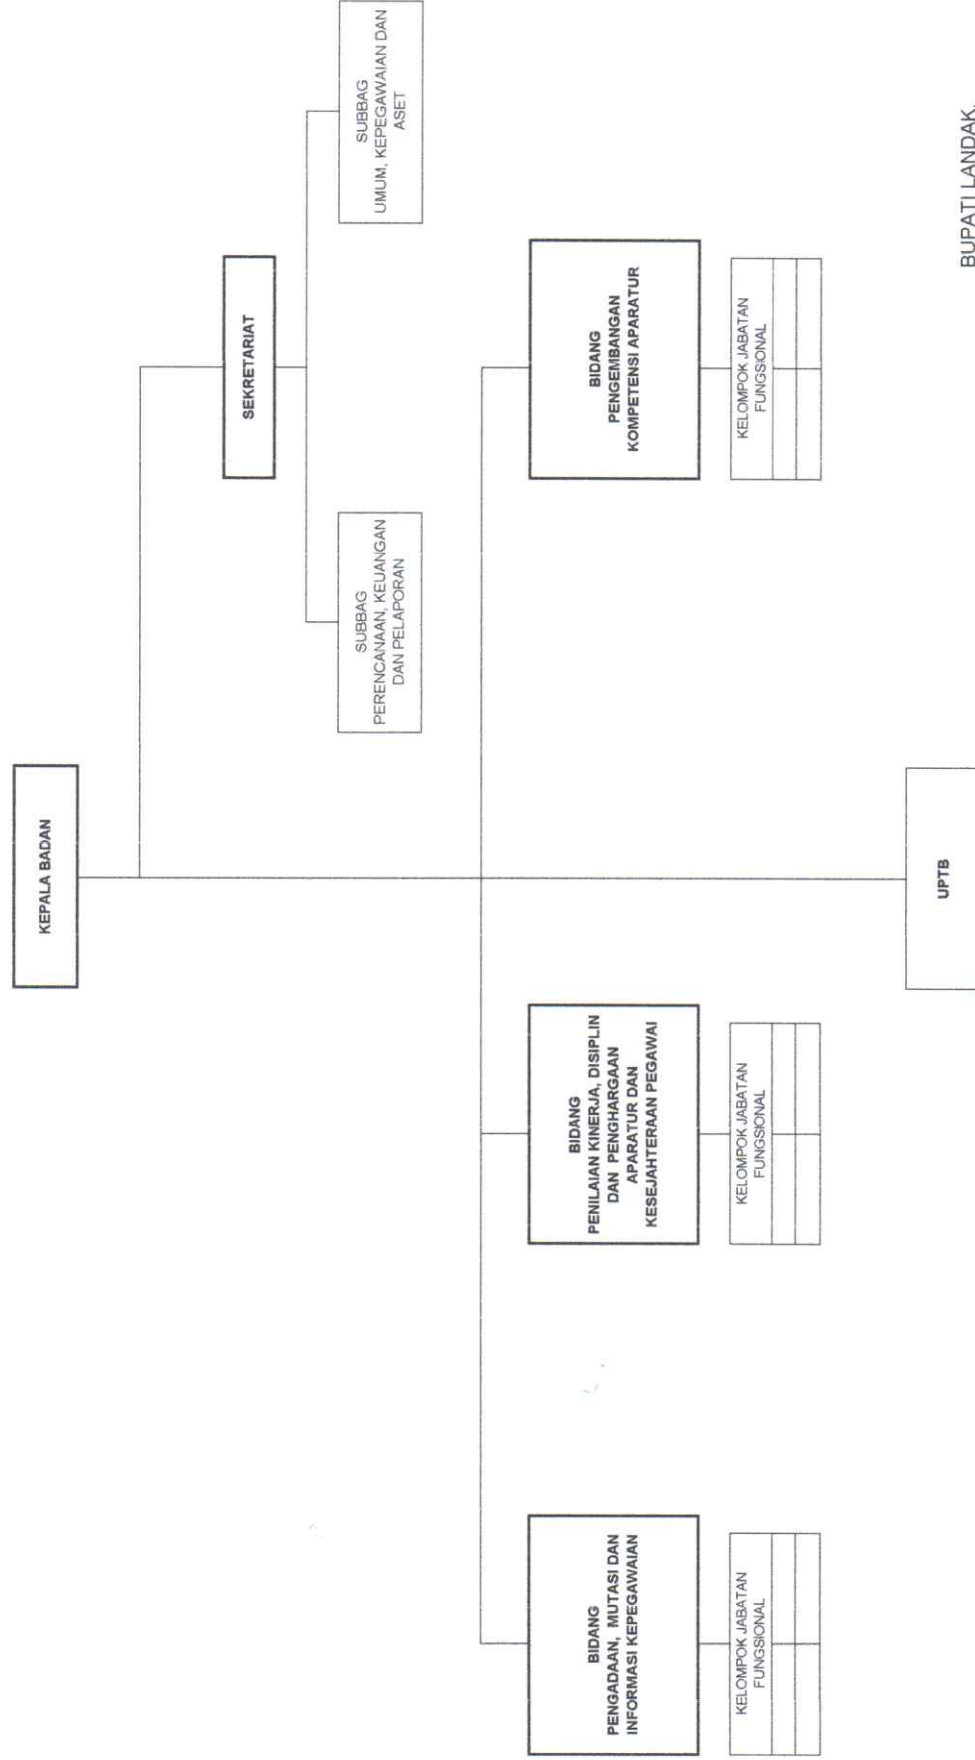 KEPALA BADAN
SEKRETARIAT
SUBBAG
PERENCANAAN, KEUANGAN
DAN PELAPORAN
SUBBAG
UMUM, KEPEGAWAIAN DAN
ASET
BIDANG
PENGADAAN, MUTASI DAN
INFORMASI KEPEGAWAIAN
BIDANG
PENILAIAN KINERJA, DISIPLIN
DAN PENGHARGAAN
APARATUR DAN
KESEJAHTERAAN PEGAWAI
BIDANG
PENGEMBANGAN
KOMPETENSI APARATUR
KELOMPOK JABATAN
FUNGSIONAL
KELOMPOK JABATAN
FUNGSIONAL
KELOMPOK JABATAN
FUNGSIONAL
UPTB
BUPATI LANDAK,